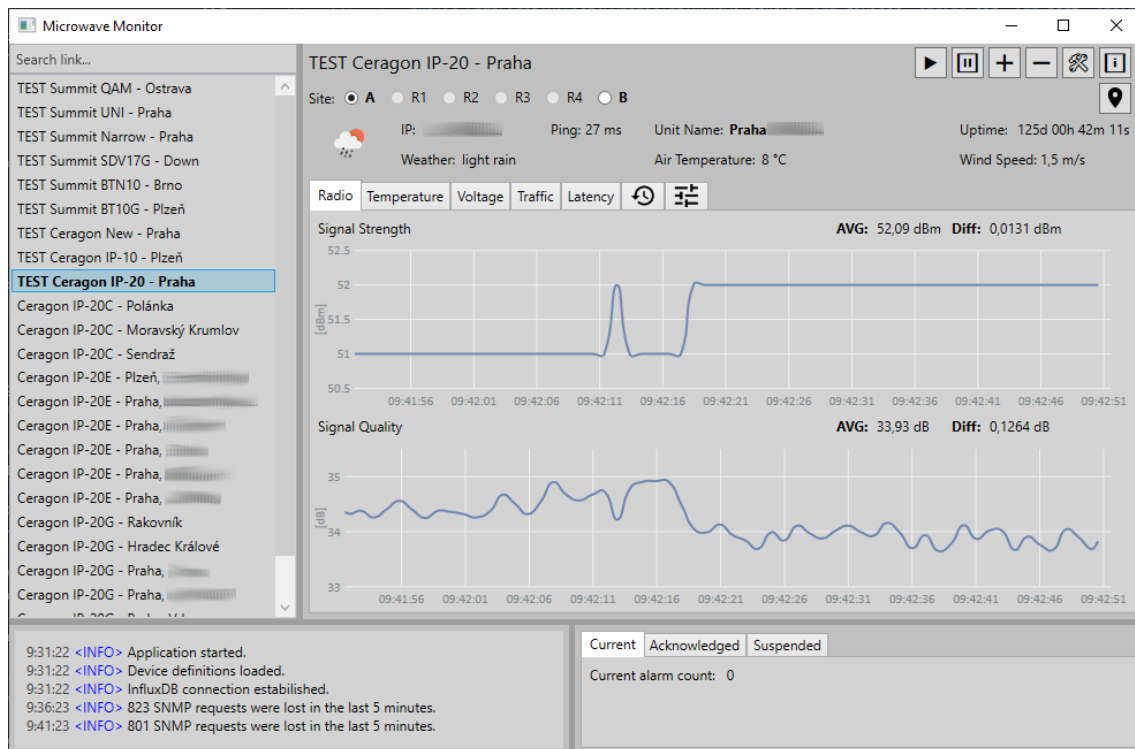 Microwave Monitor
Search link...
TEST Summit QAM - Ostrava
TEST Summit UNI - Praha
TEST Summit Narrow - Praha
TEST Summit SDV17G - Down
TEST Summit BTN10 - Brno
TEST Summit BT10G - Plzeň
TEST Ceragon New - Praha
TEST Ceragon IP-10 - Plzeň
TEST Ceragon IP-20 - Praha
Ceragon IP-20C - Polánka
Ceragon IP-20C - Moravský Krumlov
Ceragon IP-20C - Sendraž
Ceragon IP-20E - Plzeň,
Ceragon IP-20E - Praha,
Ceragon IP-20E - Praha,
Ceragon IP-20E - Praha,
Ceragon IP-20E - Praha,
Ceragon IP-20E - Praha,
Ceragon IP-20G - Rakovník
Ceragon IP-20G - Hradec Králové
Ceragon IP-20G - Praha,
Ceragon IP-20G - Praha,
TEST Ceragon IP-20 - Praha
Site: A R1 R2 R3 R4 B
IP: Ping: 27 ms Unit Name: Praha Uptime: 125d 00h 42m 11s
Weather: light rain Air Temperature: 8 °C Wind Speed: 1,5 m/s
Radio Temperature Voltage Traffic Latency
Signal Strength AVG: 52,09 dBm Diff: 0,0131 dBm
52.5
52
51.5
51
50.5
[dBm]
09:41:56 09:42:01 09:42:06 09:42:11 09:42:16 09:42:21 09:42:26 09:42:31 09:42:36 09:42:41 09:42:46 09:42:51
Signal Quality AVG: 33,93 dB Diff: 0,1264 dB
35
34
33
[dB]
09:41:56 09:42:01 09:42:06 09:42:11 09:42:16 09:42:21 09:42:26 09:42:31 09:42:36 09:42:41 09:42:46 09:42:51
9:31:22 <INFO> Application started.
9:31:22 <INFO> Device definitions loaded.
9:31:22 <INFO> InfluxDB connection estabilished.
9:36:23 <INFO> 823 SNMP requests were lost in the last 5 minutes.
9:41:23 <INFO> 801 SNMP requests were lost in the last 5 minutes.
Current Acknowledged Suspended
Current alarm count: 0